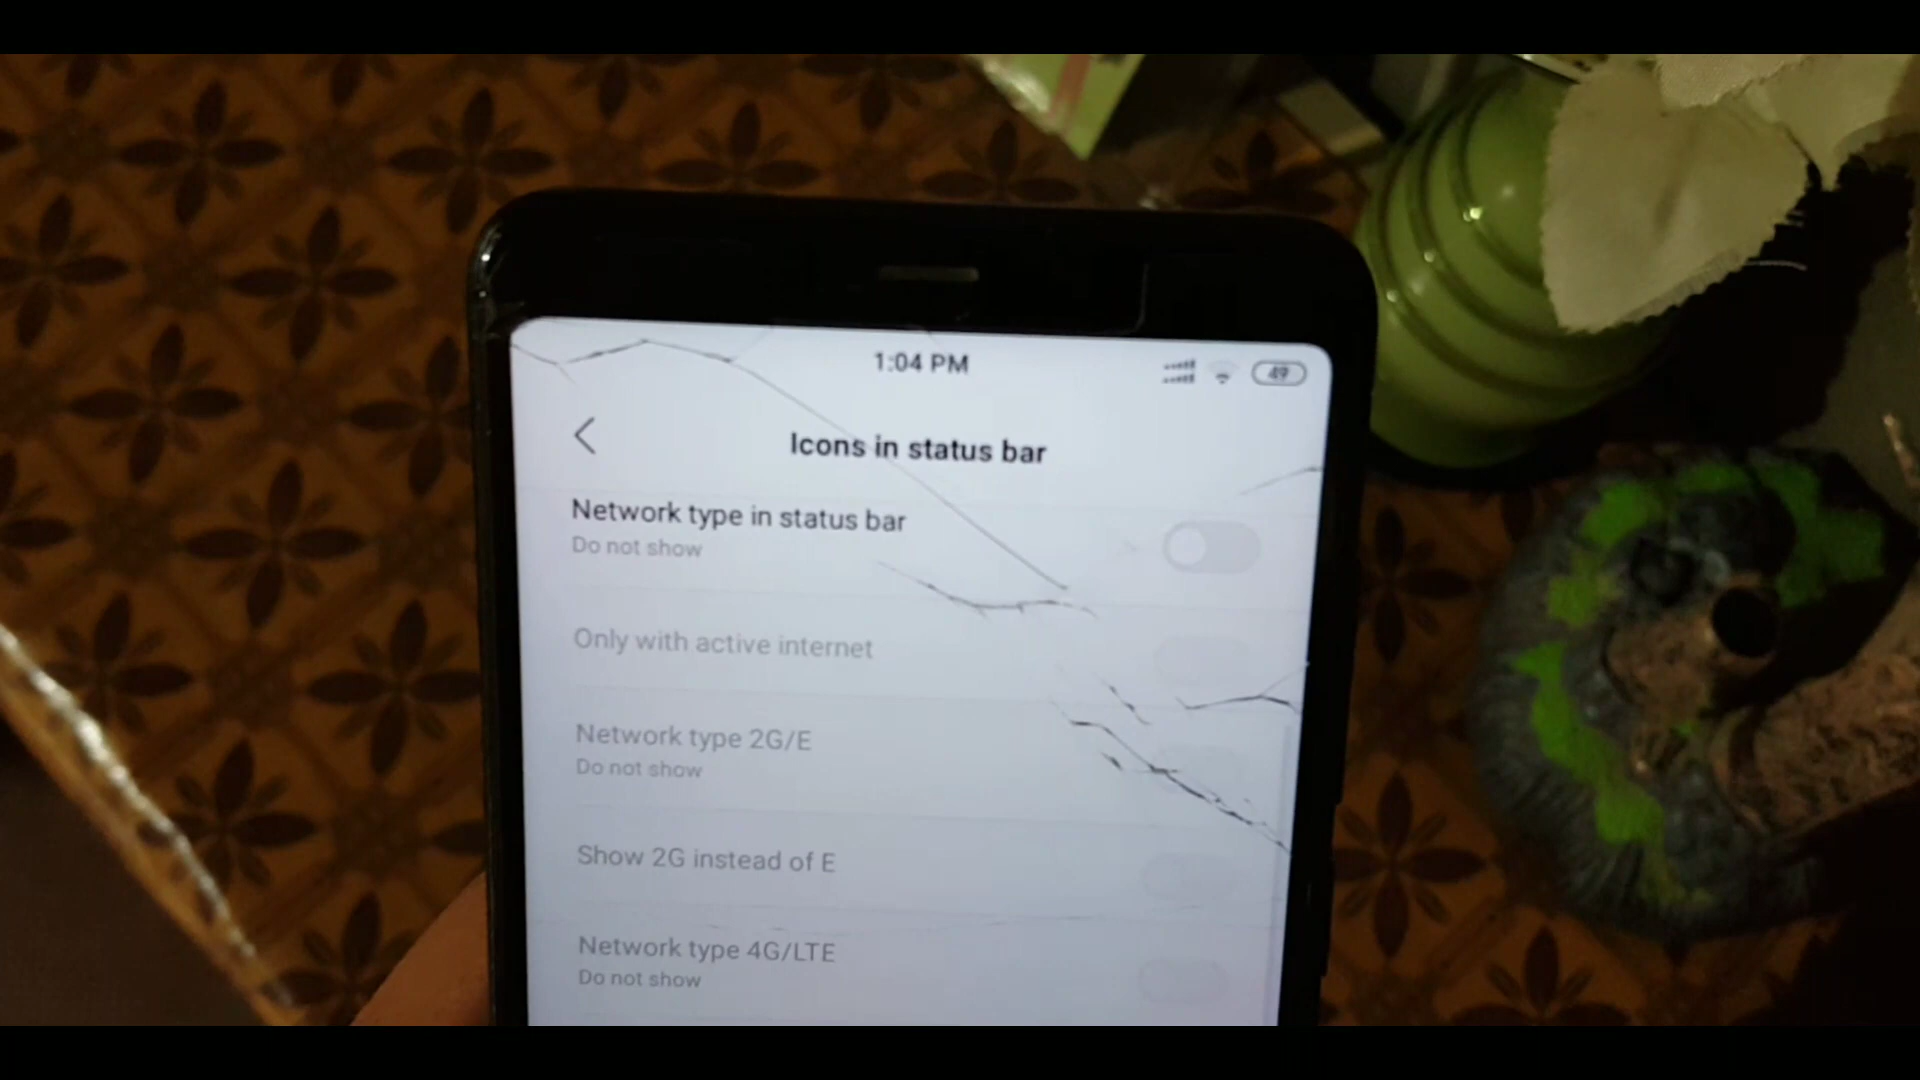 1:04 PM
49
Icons in status bar
Network type in status bar
Do not show
Only with active internet
Network type 2G/E
Do not show
Show 2G instead of E
Network type 4G/LTE
Do not show